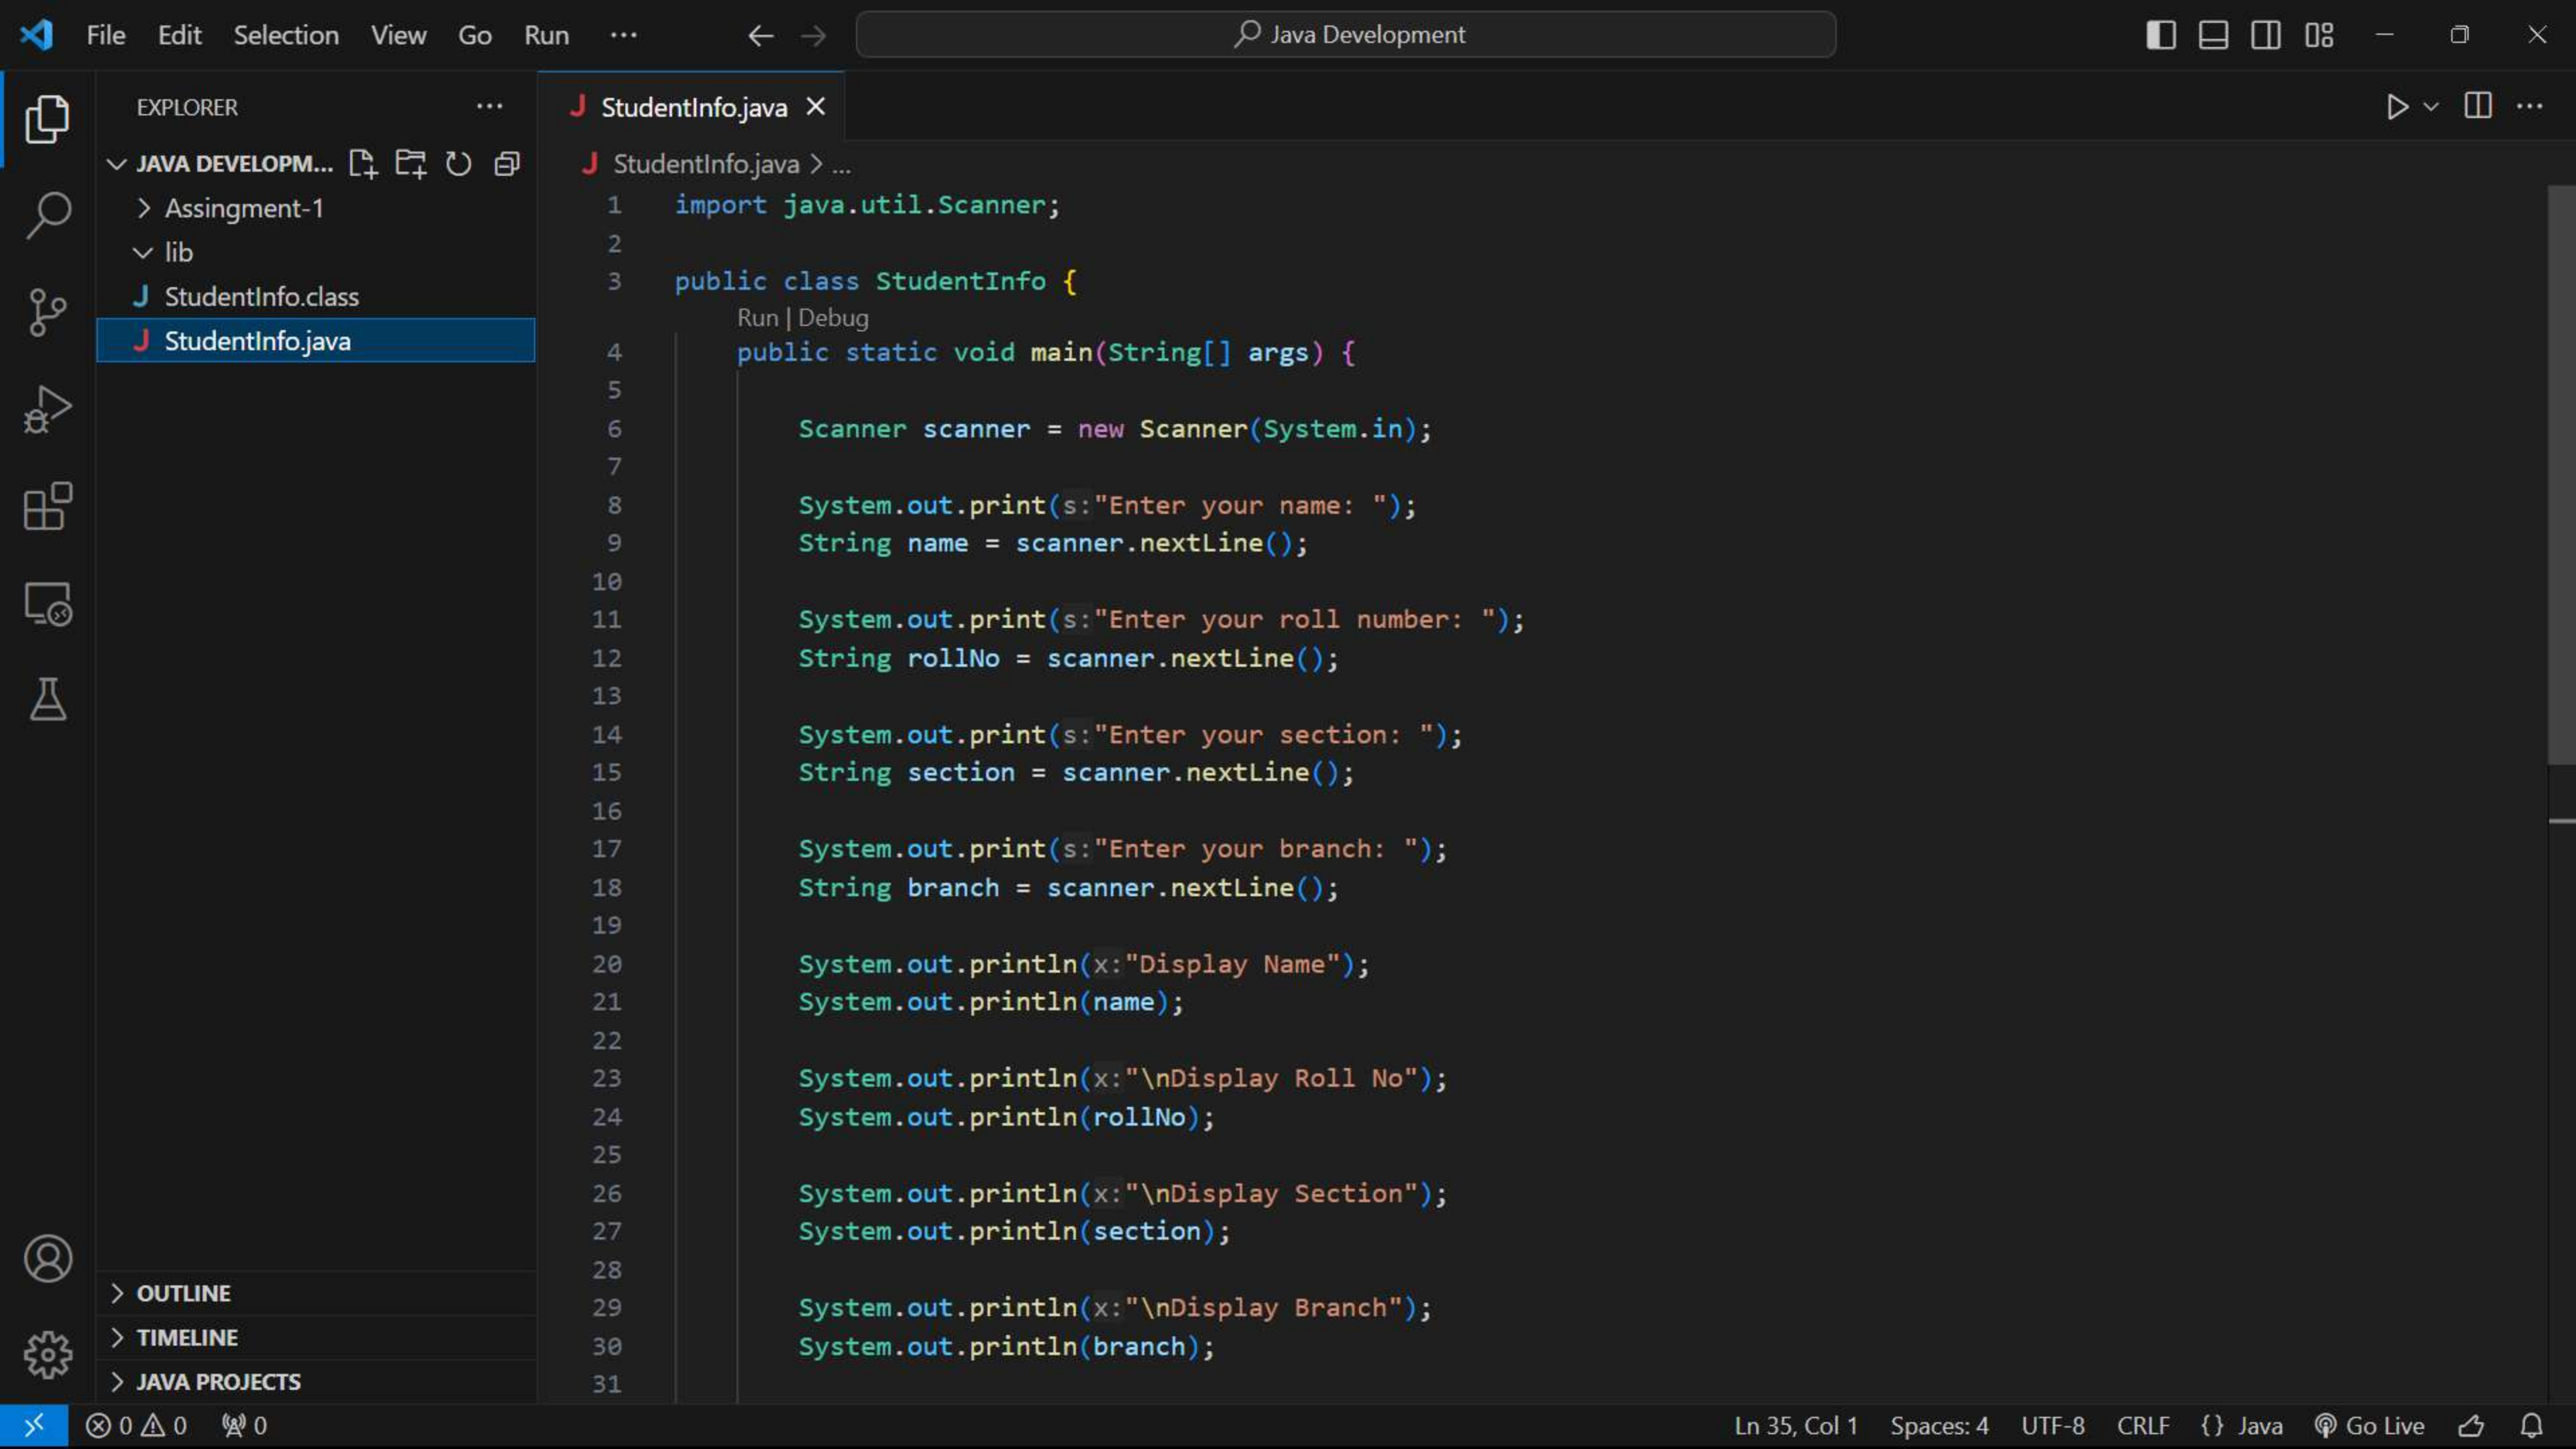 File Edit Selection View Go Run ··· Java Development
EXPLORER ···
JAVA DEVELOPM...
Assingment-1
lib
StudentInfo.class
StudentInfo.java
OUTLINE
TIMELINE
JAVA PROJECTS
StudentInfo.java
StudentInfo.java > ...
1 import java.util.Scanner;
2
3 public class StudentInfo {
Run | Debug
4 public static void main(String[] args) {
5
6 Scanner scanner = new Scanner(System.in);
7
8 System.out.print(s:"Enter your name: ");
9 String name = scanner.nextLine();
10
11 System.out.print(s:"Enter your roll number: ");
12 String rollNo = scanner.nextLine();
13
14 System.out.print(s:"Enter your section: ");
15 String section = scanner.nextLine();
16
17 System.out.print(s:"Enter your branch: ");
18 String branch = scanner.nextLine();
19
20 System.out.println(x:"Display Name");
21 System.out.println(name);
22
23 System.out.println(x:"\nDisplay Roll No");
24 System.out.println(rollNo);
25
26 System.out.println(x:"\nDisplay Section");
27 System.out.println(section);
28
29 System.out.println(x:"\nDisplay Branch");
30 System.out.println(branch);
31
0 0 0 Ln 35, Col 1 Spaces: 4 UTF-8 CRLF {} Java Go Live